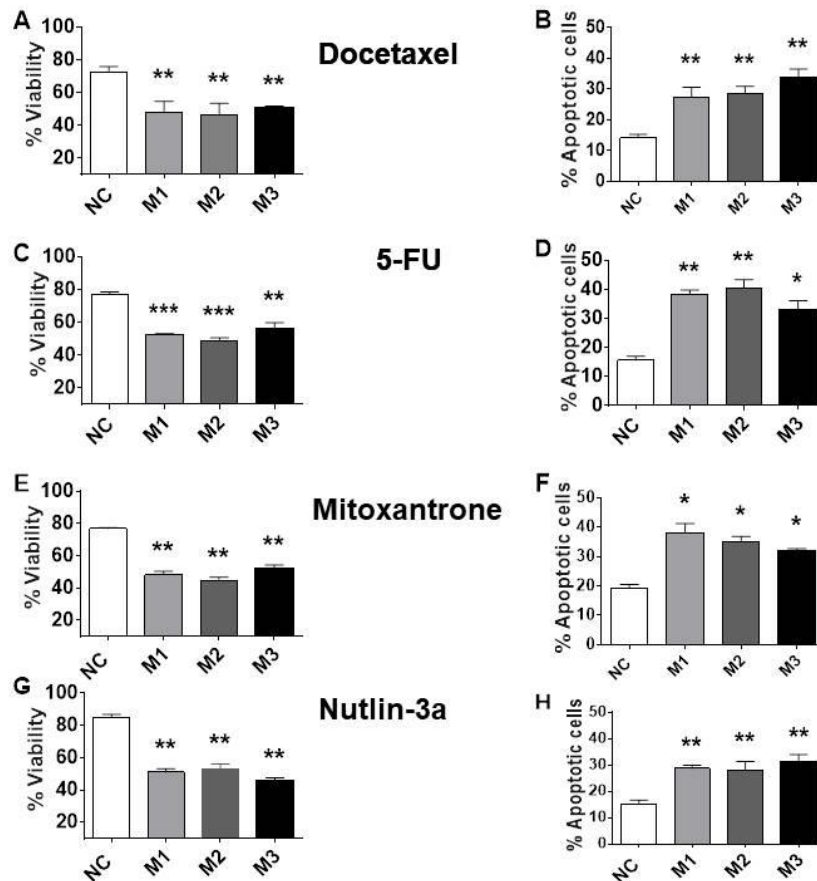 A
% Viability
80
60
40
20
** ** **
NC M1 M2 M3
Docetaxel
B
% Apoptotic cells
50
40
30
20
10
0
** ** **
NC M1 M2 M3
C
% Viability
100
80
60
40
20
*** *** **
NC M1 M2 M3
5-FU
D
% Apoptotic cells
50
40
30
20
10
0
** ** *
NC M1 M2 M3
E
% Viability
100
80
60
40
20
** ** **
NC M1 M2 M3
Mitoxantrone
F
% Apoptotic cells
50
40
30
20
10
0
* * *
NC M1 M2 M3
G
% Viability
100
80
60
40
20
** ** **
NC M1 M2 M3
Nutlin-3a
H
% Apoptotic cells
50
40
30
20
10
0
** ** **
NC M1 M2 M3